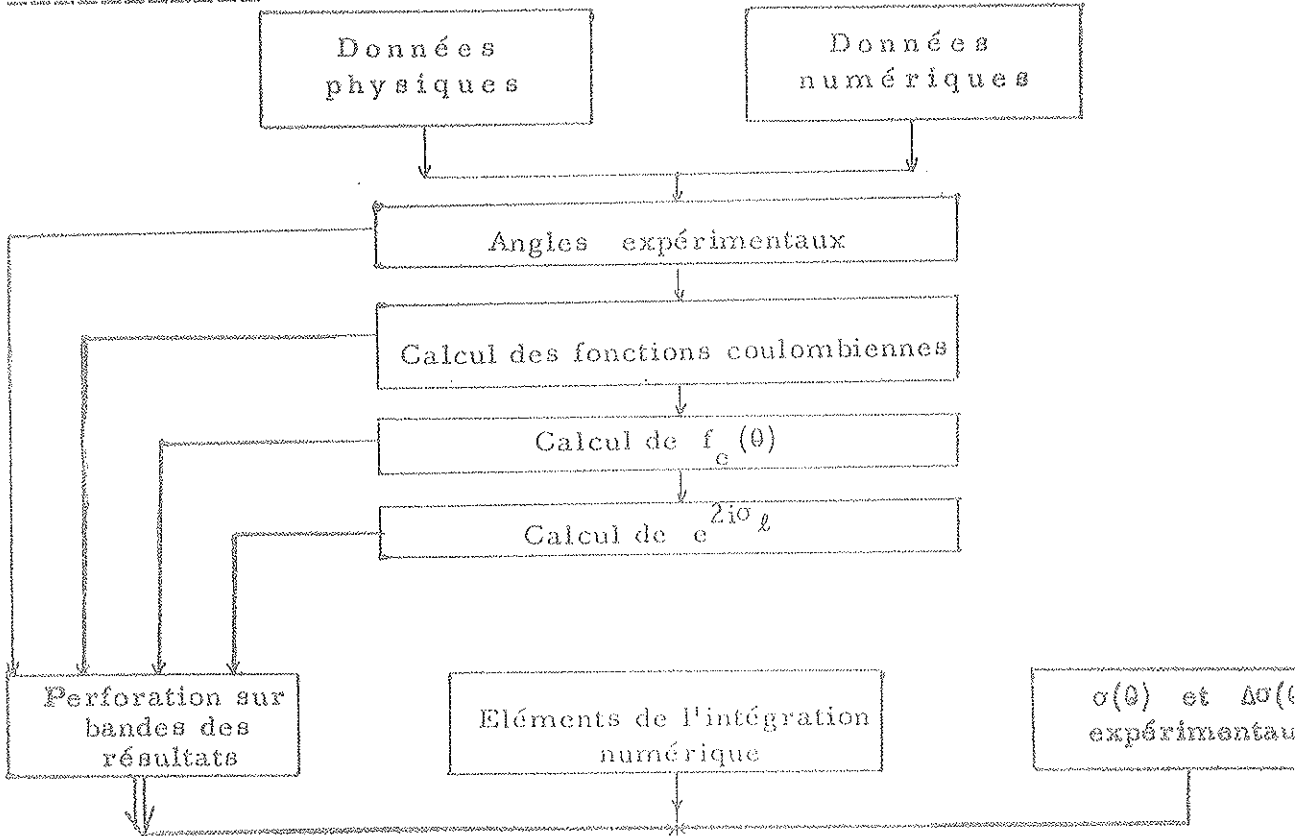 Données
physiques
Données
numériques
Angles expérimentaux
Calcul des fonctions coulombiennes
Calcul de f_c (θ)
Calcul de e^{2iσ_ℓ}
Perforation sur
bandes des
résultats
Eléments de l'intégration
numérique
σ(θ) et Δσ(θ
expérimentau